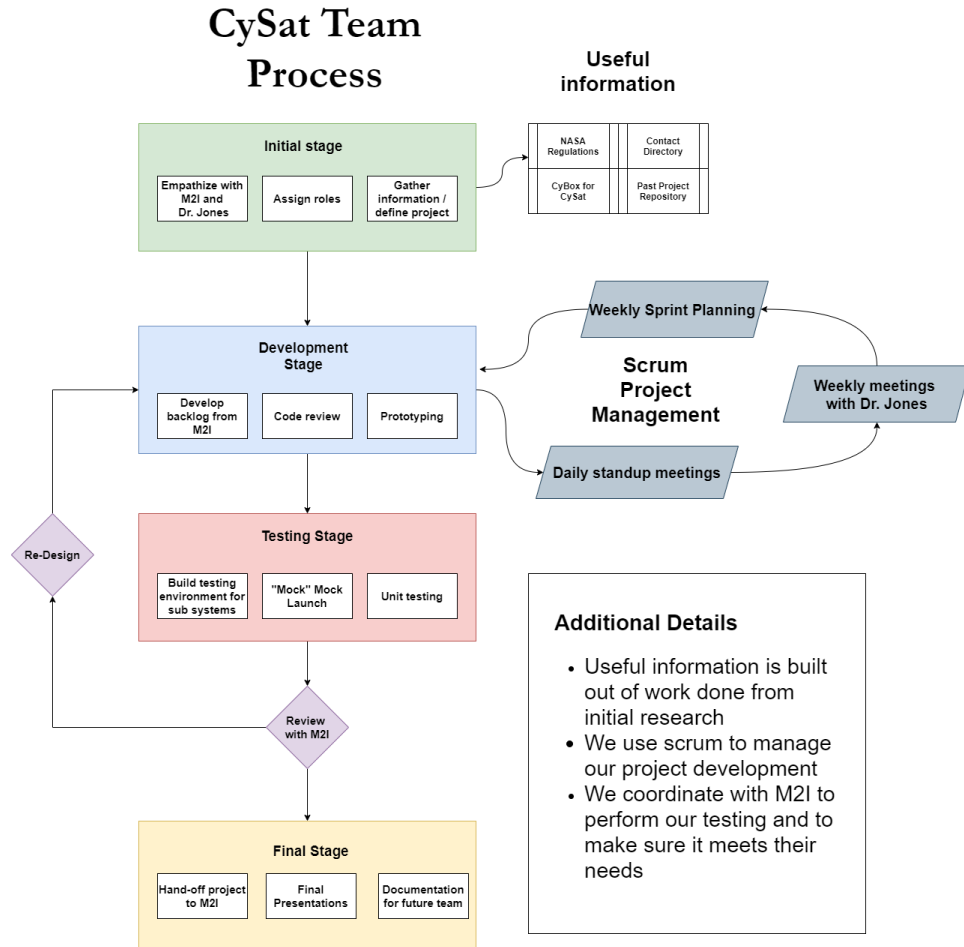 CySat Team
Process
Useful
information
Initial stage
Empathize with
M2I and
Dr. Jones
Assign roles
Gather
information /
define project
NASA
Regulations
Contact
Directory
CyBox for
CySat
Past Project
Repository
Weekly Sprint Planning
Development
Stage
Develop
backlog from
M2I
Code review
Prototyping
Scrum
Project
Management
Weekly meetings
with Dr. Jones
Daily standup meetings
Re-Design
Testing Stage
Build testing
environment for
sub systems
"Mock" Mock
Launch
Unit testing
Review
with M2I
Additional Details
• Useful information is built
out of work done from
initial research
• We use scrum to manage
our project development
• We coordinate with M2I to
perform our testing and to
make sure it meets their
needs
Final Stage
Hand-off project
to M2I
Final
Presentations
Documentation
for future team